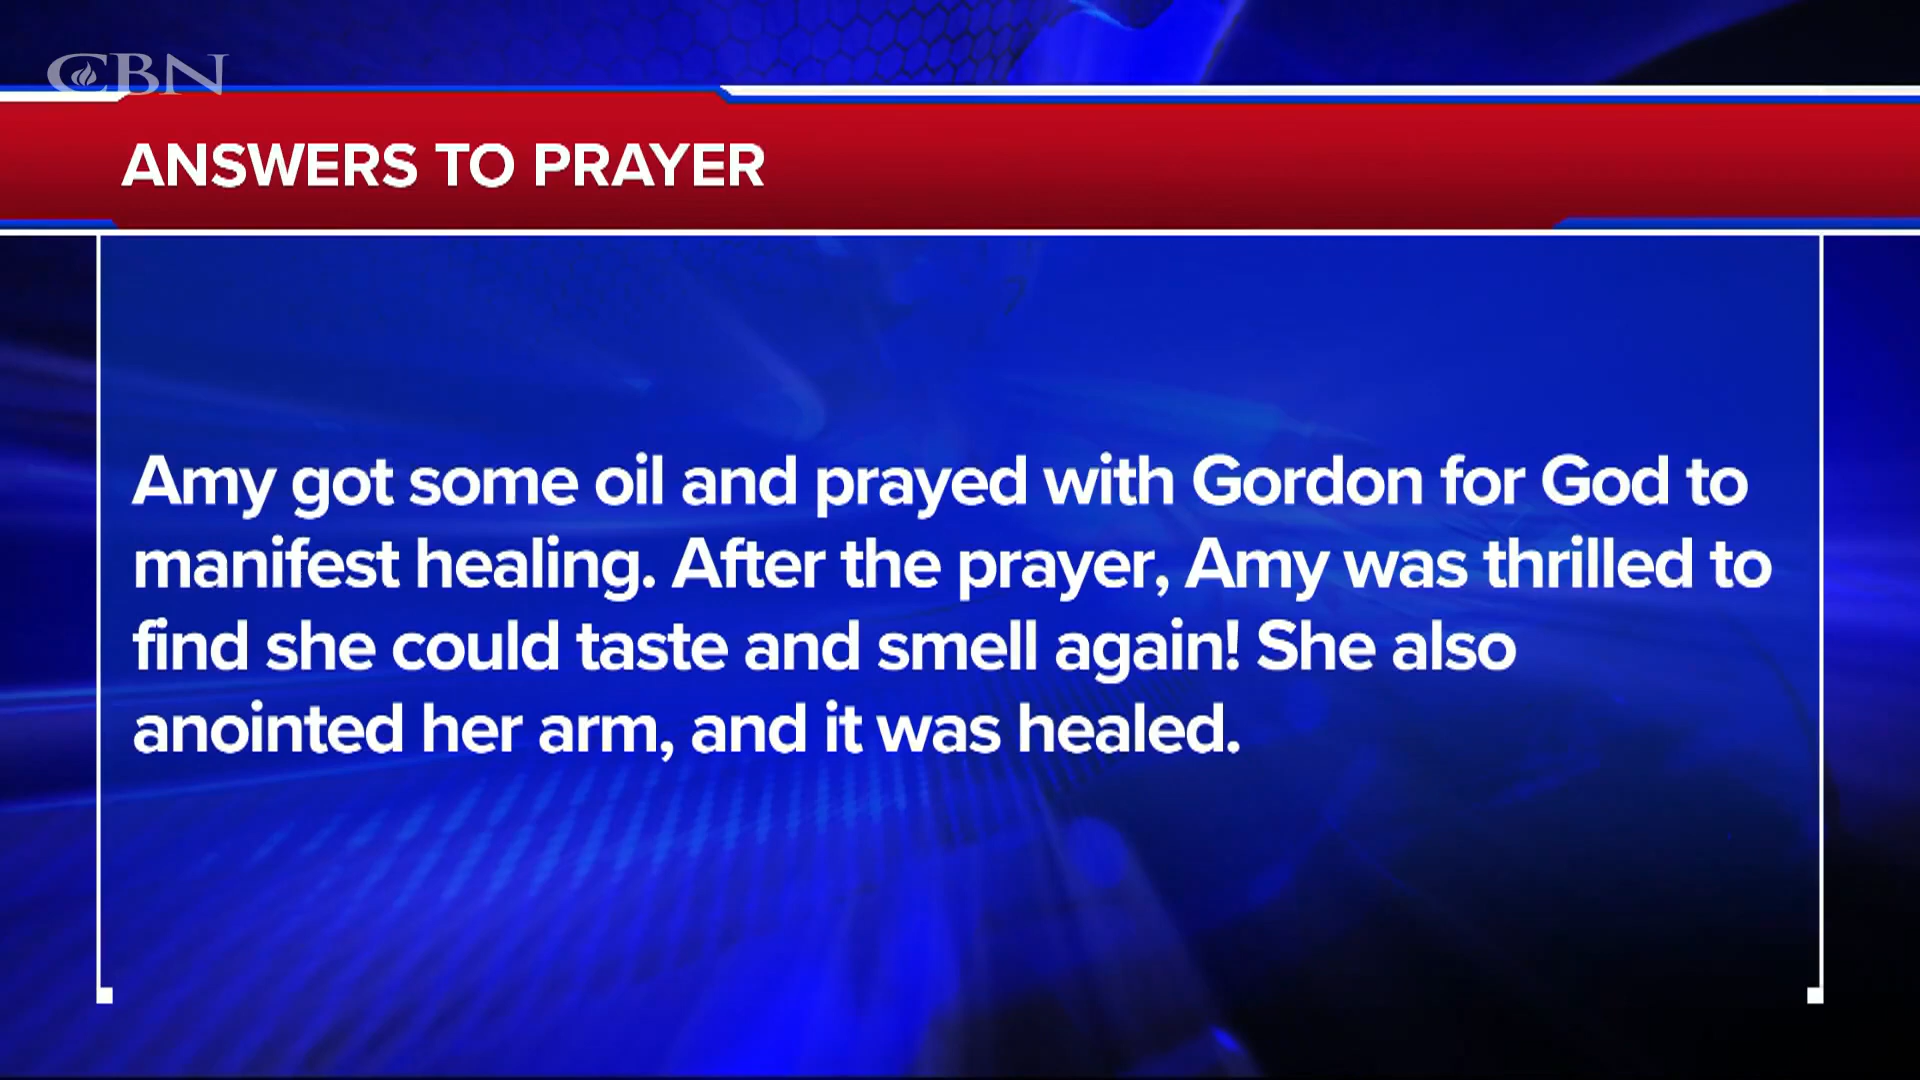 CBN
ANSWERS TO PRAYER
Amy got some oil and prayed with Gordon for God to
manifest healing. After the prayer, Amy was thrilled to
find she could taste and smell again! She also
anointed her arm, and it was healed.